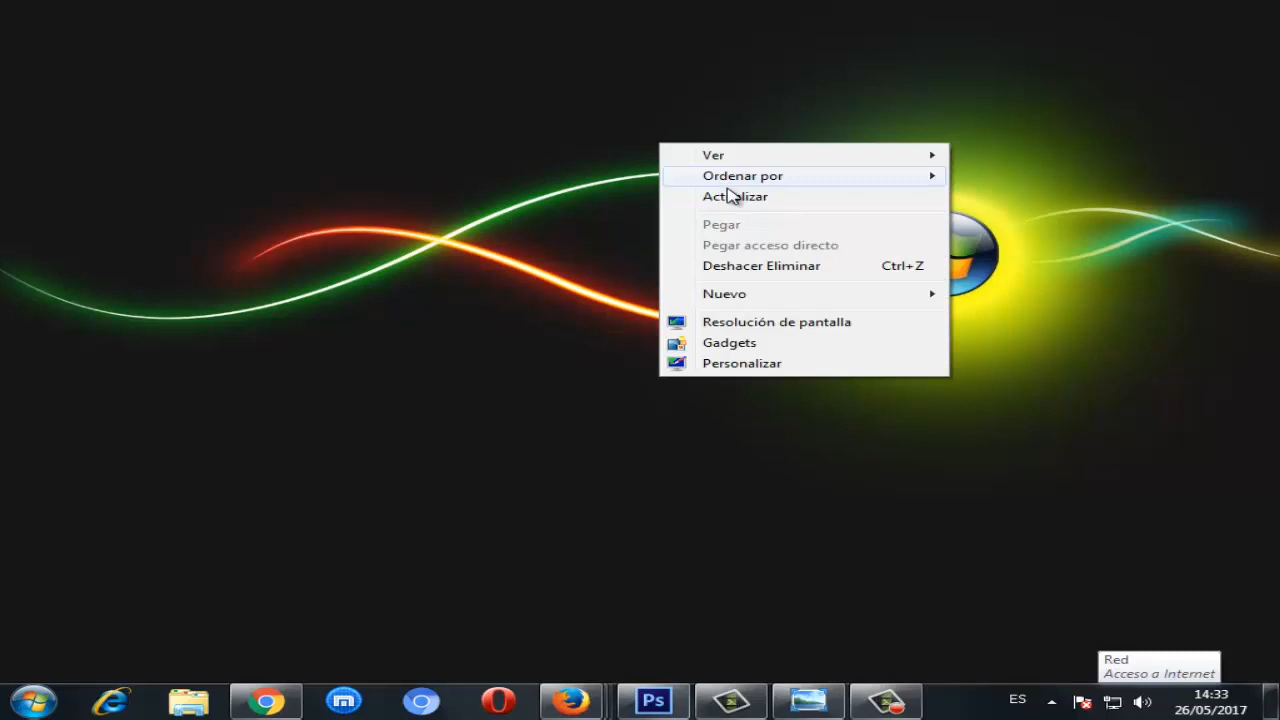 Ver
Ordenar por
Actualizar
Pegar
Pegar acceso directo
Deshacer Eliminar Ctrl+Z
Nuevo
Resolución de pantalla
Gadgets
Personalizar
Red
Acceso a Internet
Ps
ES
14:33
26/05/2017